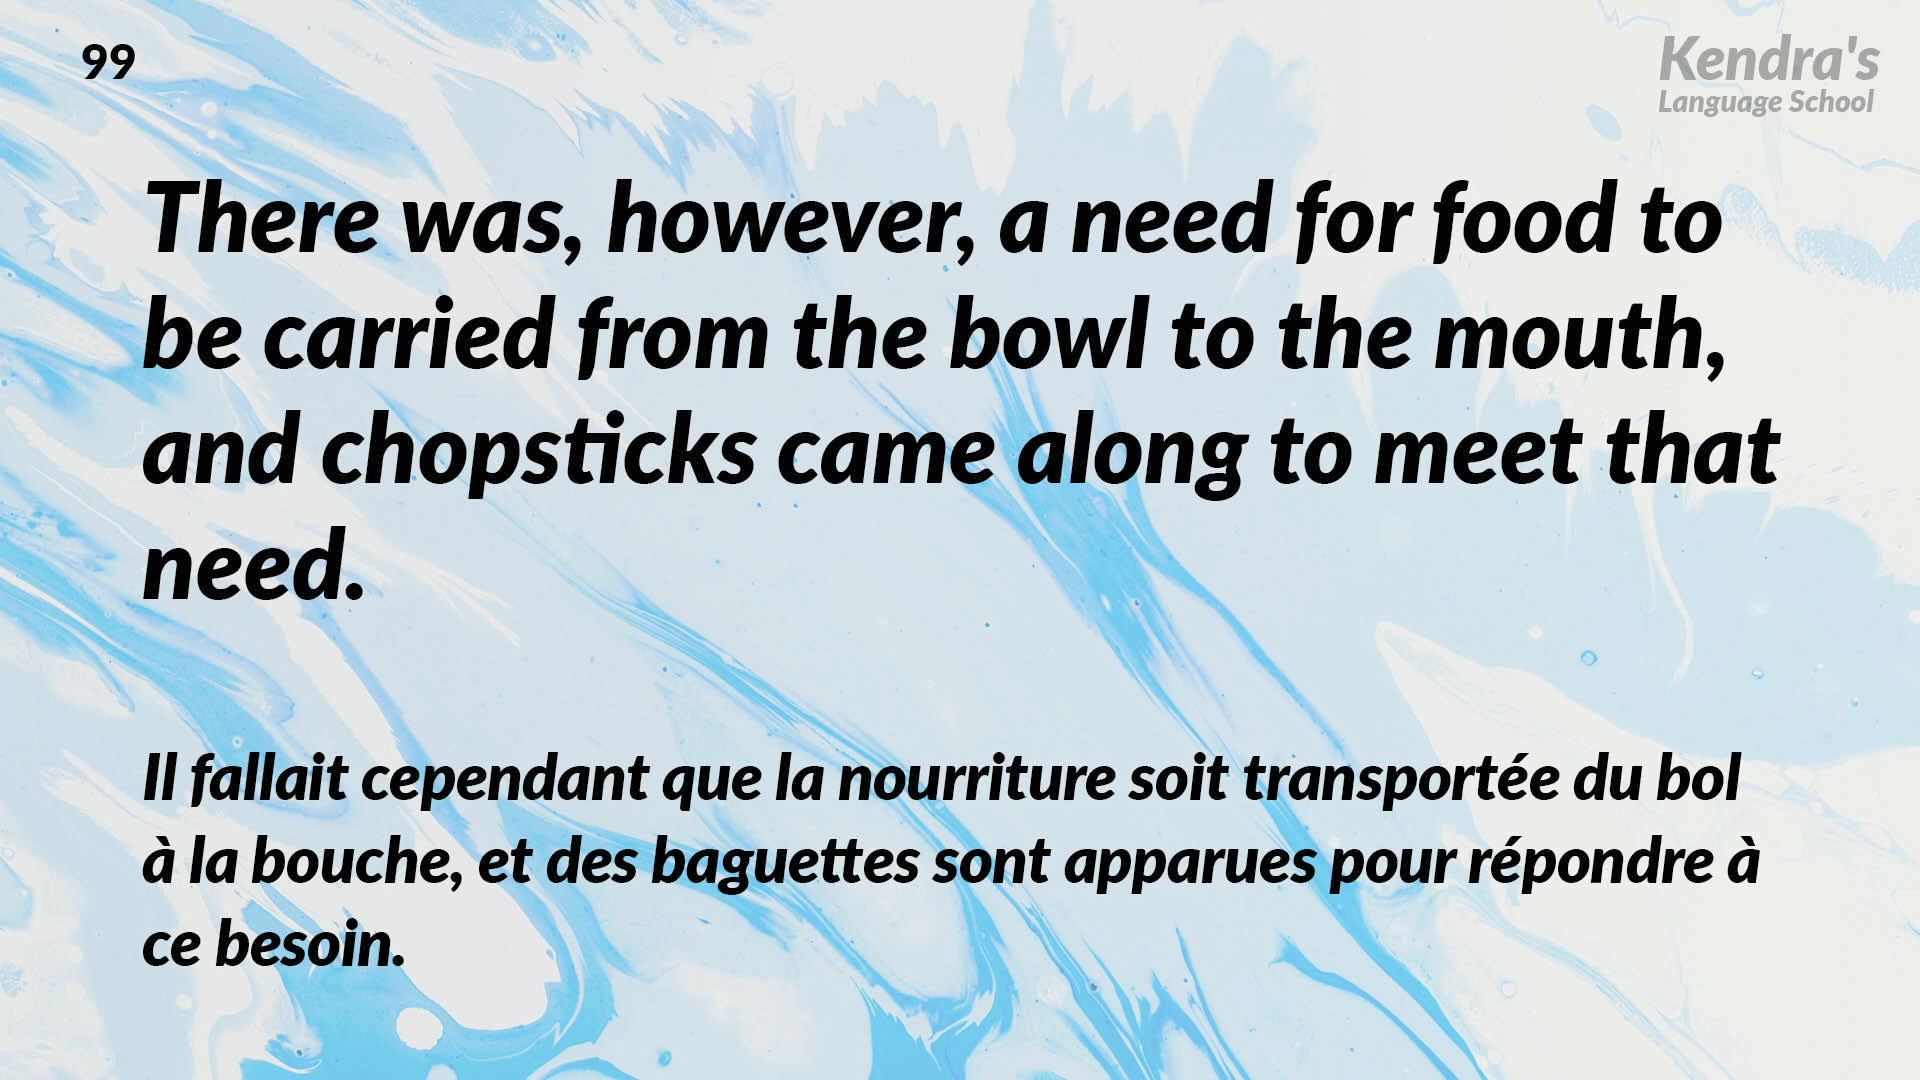 99
Kendra's
Language School
There was, however, a need for food to
be carried from the bowl to the mouth,
and chopsticks came along to meet that
need.
Il fallait cependant que la nourriture soit transportée du bol
à la bouche, et des baguettes sont apparues pour répondre à
ce besoin.